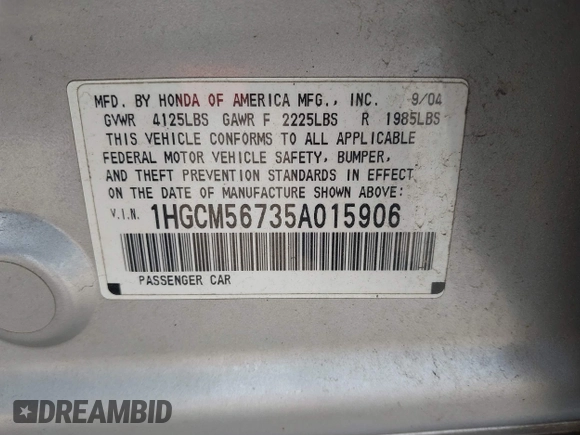 MFD. BY HONDA OF AMERICA MFG., INC. 9/04
GVWR 4125LBS GAWR F 2225LBS R 1985LBS
THIS VEHICLE CONFORMS TO ALL APPLICABLE
FEDERAL MOTOR VEHICLE SAFETY, BUMPER,
AND THEFT PREVENTION STANDARDS IN EFFECT
ON THE DATE OF MANUFACTURE SHOWN ABOVE:
V.I.N. 1HGCM56735A015906
PASSENGER CAR
DREAMBID